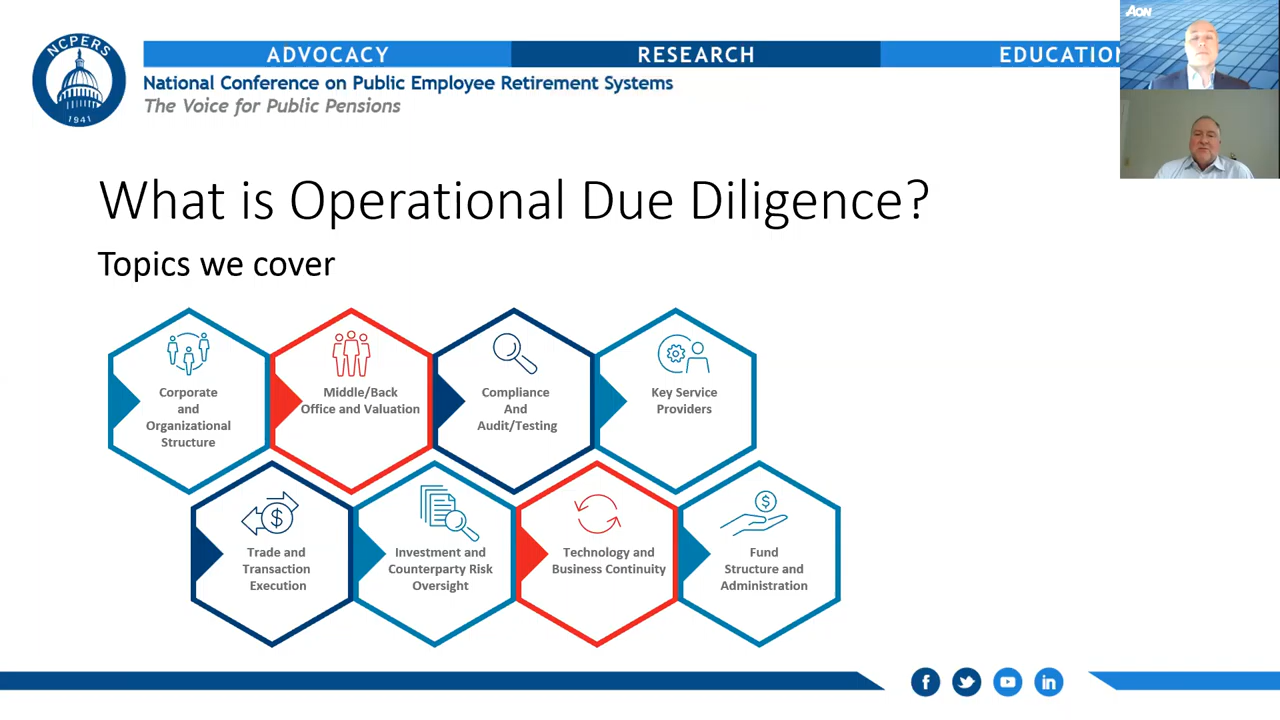 NCPERS
1941
ADVOCACY
RESEARCH
EDUCATION
National Conference on Public Employee Retirement Systems
The Voice for Public Pensions
AON
What is Operational Due Diligence?
Topics we cover
Corporate
and
Organizational
Structure
Middle/Back
Office and Valuation
Compliance
And
Audit/Testing
Key Service
Providers
Trade and
Transaction
Execution
Investment and
Counterparty Risk
Oversight
Technology and
Business Continuity
Fund
Structure and
Administration